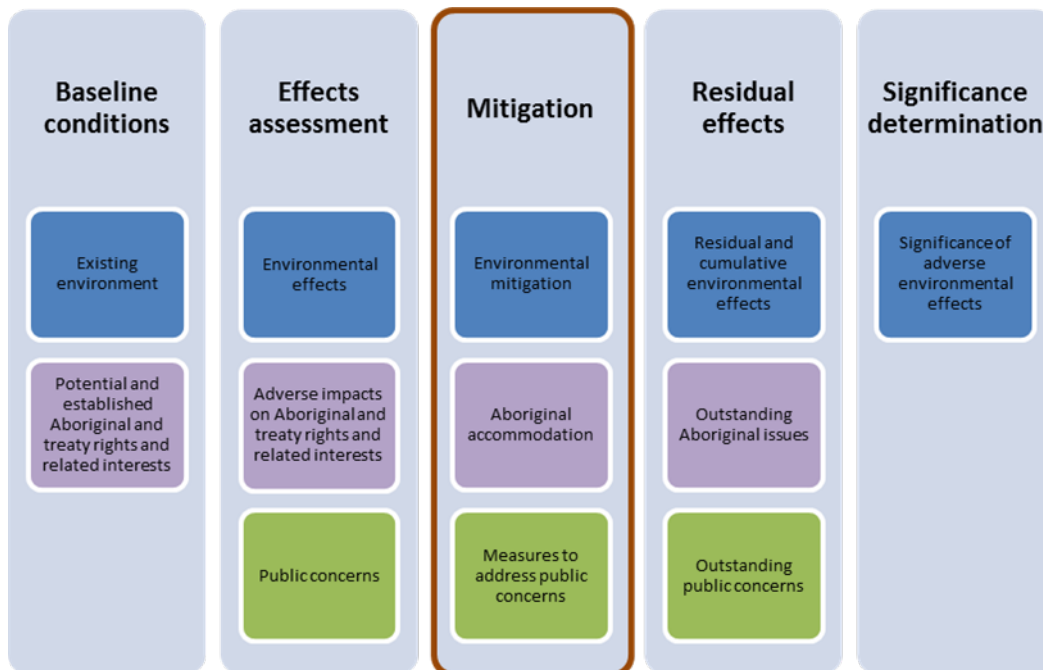 Baseline
conditions
Existing
environment
Potential and
established
Aboriginal and
treaty rights and
related interests
Effects
assessment
Environmental
effects
Adverse impacts
on Aboriginal and
treaty rights and
related interests
Public concerns
Mitigation
Environmental
mitigation
Aboriginal
accommodation
Measures to
address public
concerns
Residual
effects
Residual and
cumulative
environmental
effects
Outstanding
Aboriginal issues
Outstanding
public concerns
Significance
determination
Significance of
adverse
environmental
effects